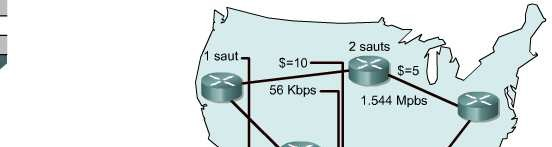 2 sauts
1 saut
$=10
$=5
56 Kbps
1.544 Mpbs